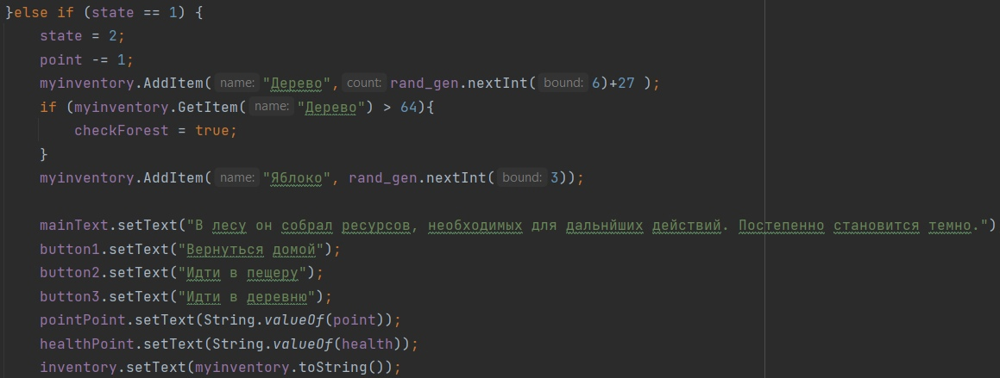 }else if (state == 1) {
state = 2;
point -= 1;
myinventory.AddItem( name: "Дерево", count: rand_gen.nextInt( bound: 6)+27 );
if (myinventory.GetItem( name: "Дерево") > 64){
checkForest = true;
}
myinventory.AddItem( name: "Яблоко", rand_gen.nextInt( bound: 3));
mainText.setText("В лесу он собрал ресурсов, необходимых для дальнйших действий. Постепенно становится темно.")
button1.setText("Вернуться домой");
button2.setText("Идти в пещеру");
button3.setText("Идти в деревню");
pointPoint.setText(String.valueOf(point));
healthPoint.setText(String.valueOf(health));
inventory.setText(myinventory.toString());